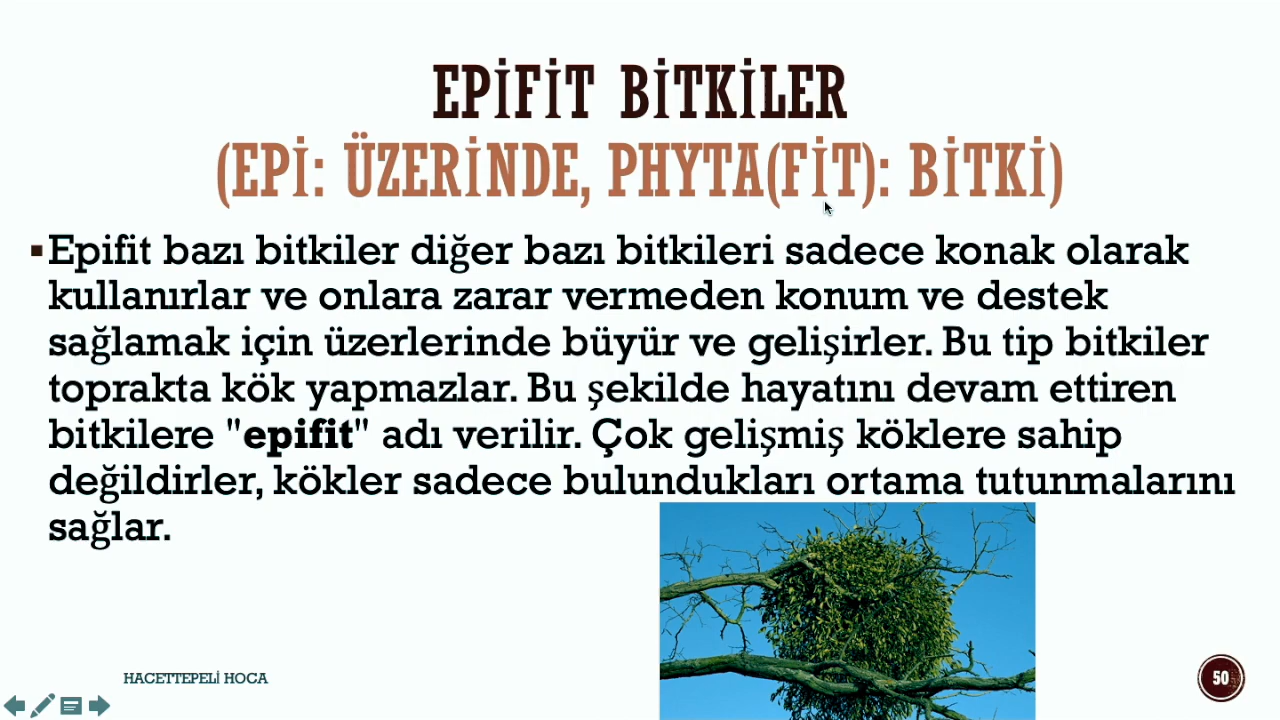 EPİFİT BİTKİLER
(EPİ: ÜZERİNDE, PHYTA(FİT): BİTKİ)
▪Epifit bazı bitkiler diğer bazı bitkileri sadece konak olarak
kullanırlar ve onlara zarar vermeden konum ve destek
sağlamak için üzerlerinde büyür ve gelişirler. Bu tip bitkiler
toprakta kök yapmazlar. Bu şekilde hayatını devam ettiren
bitkilere "epifit" adı verilir. Çok gelişmiş köklere sahip
değildirler, kökler sadece bulundukları ortama tutunmalarını
sağlar.
HACETTEPELİ HOCA
50